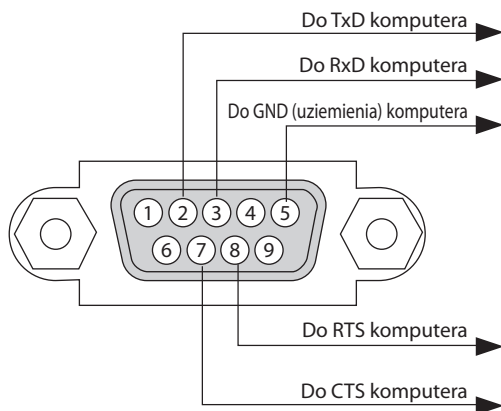 Do TxD komputera
Do RxD komputera
Do GND (uziemienia) komputera
1 2 3 4 5
6 7 8 9
Do RTS komputera
Do CTS komputera